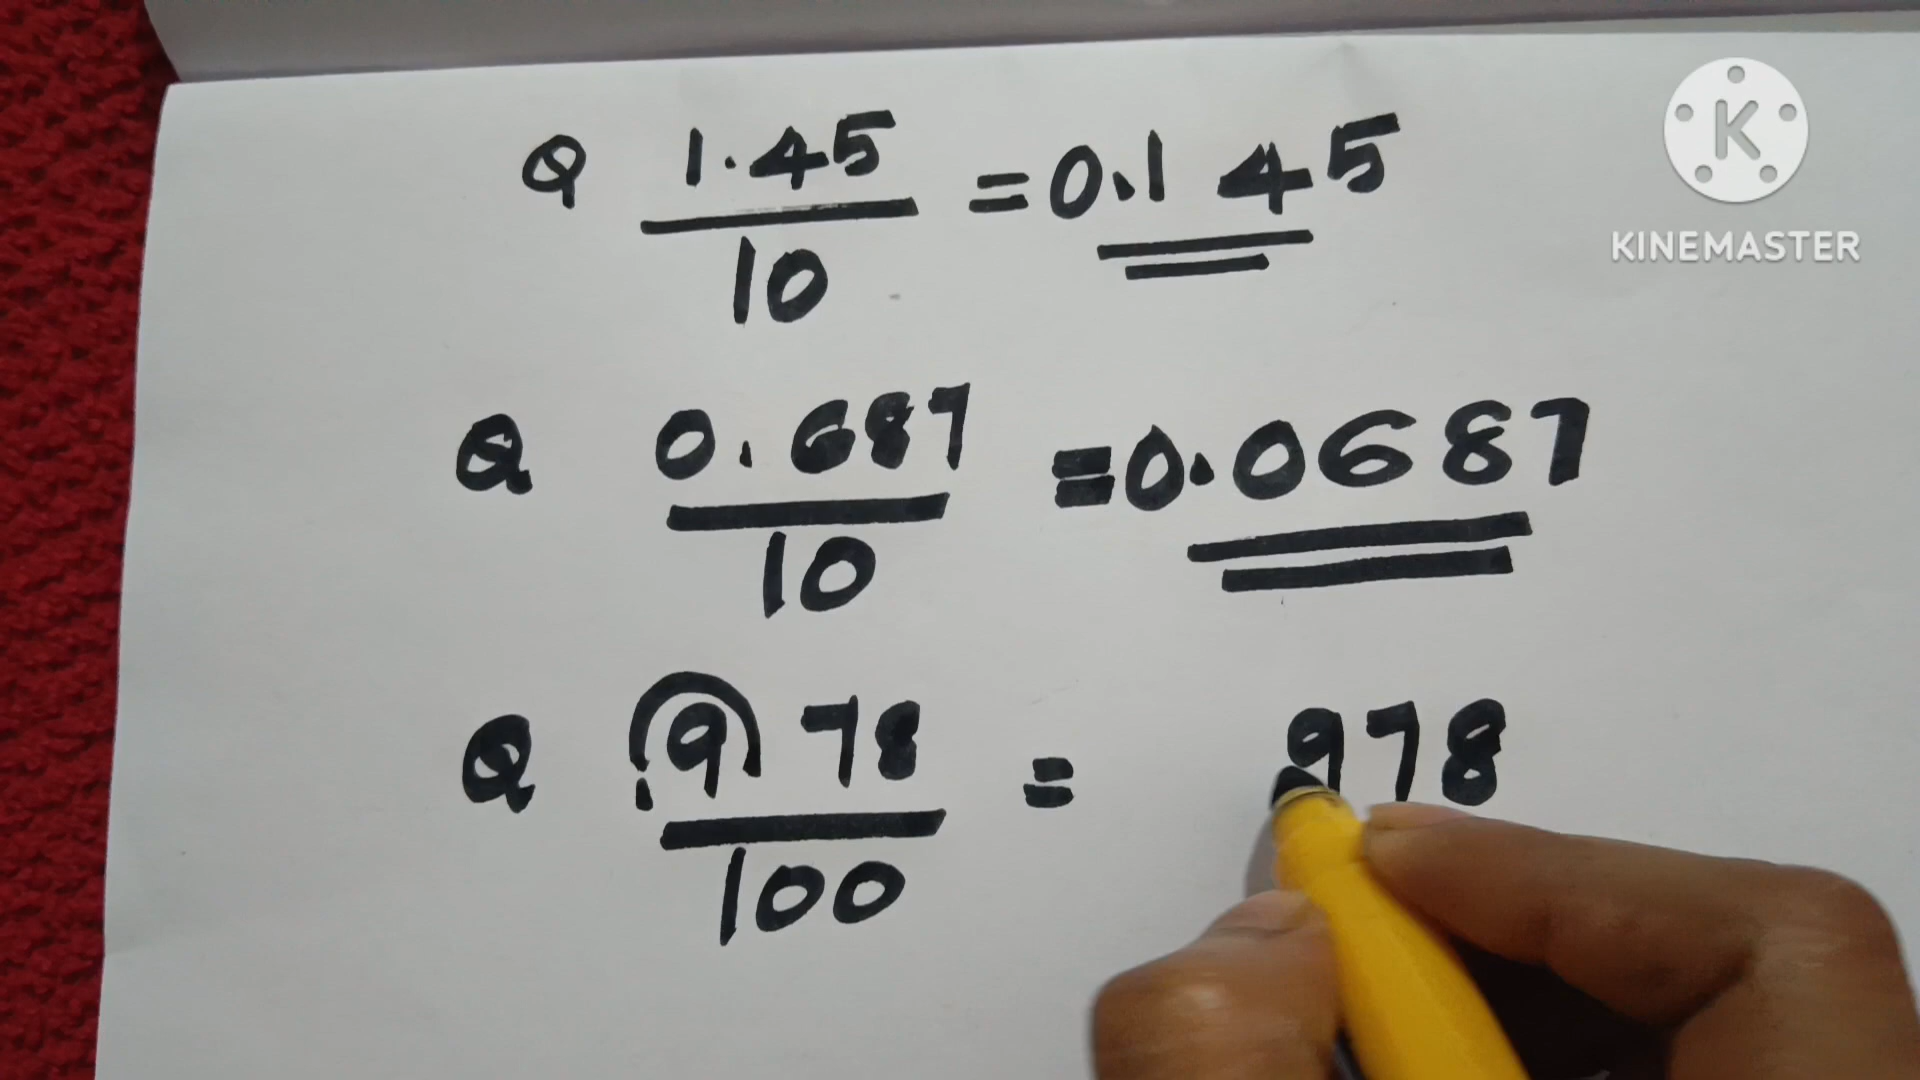 Q 1.45 = 0.145
10
K
KINEMASTER
Q 0.687 = 0.0687
10
Q .978 = 978
100